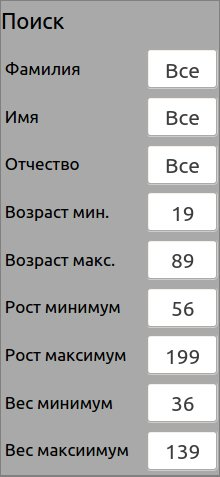 Поиск
Фамилия Все
Имя Все
Отчество Все
Возраст мин. 19
Возраст макс. 89
Рост минимум 56
Рост максимум 199
Вес минимум 36
Вес максиимум 139